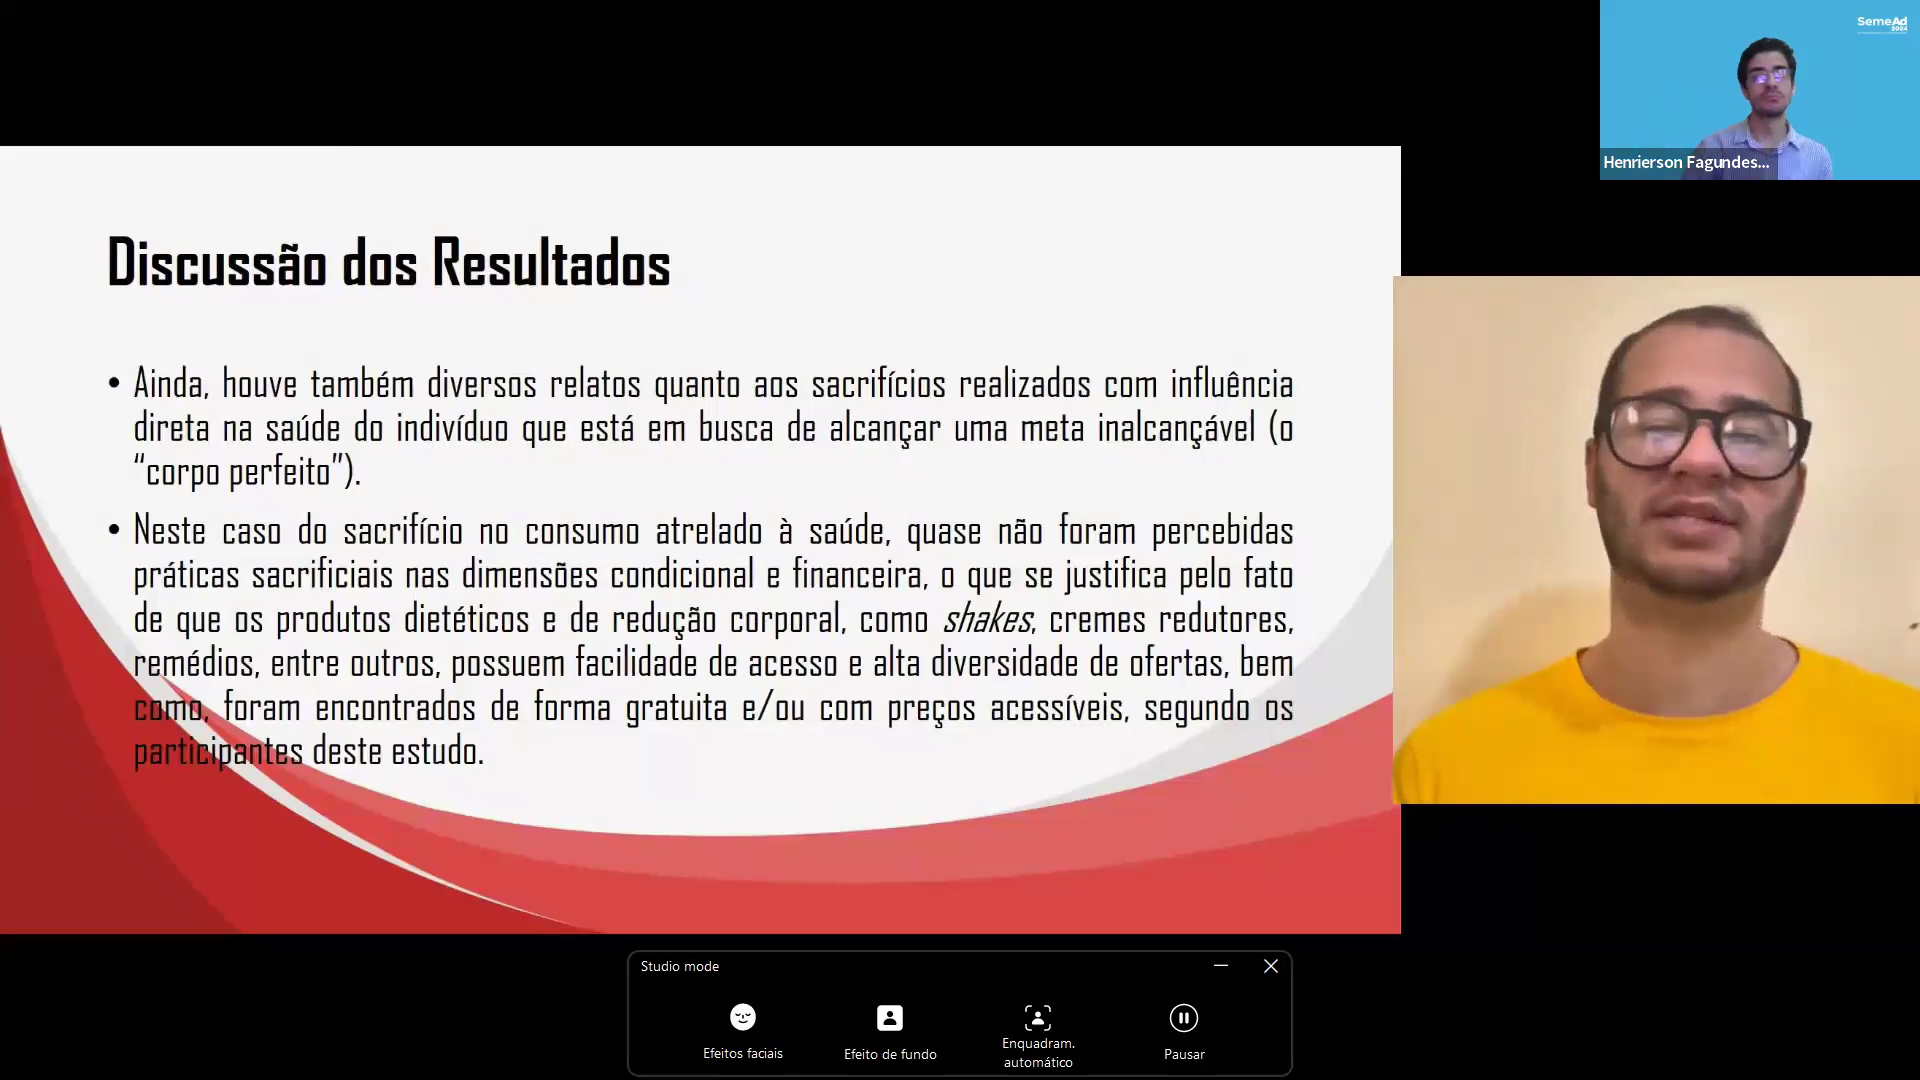 SemeAd
2024
Henrierson Fagundes...
Discussão dos Resultados
• Ainda, houve também diversos relatos quanto aos sacrifícios realizados com influência
direta na saúde do indivíduo que está em busca de alcançar uma meta inalcançável (o
“corpo perfeito”).
• Neste caso do sacrifício no consumo atrelado à saúde, quase não foram percebidas
práticas sacrificiais nas dimensões condicional e financeira, o que se justifica pelo fato
de que os produtos dietéticos e de redução corporal, como shakes, cremes redutores,
remédios, entre outros, possuem facilidade de acesso e alta diversidade de ofertas, bem
como, foram encontrados de forma gratuita e/ou com preços acessíveis, segundo os
participantes deste estudo.
Studio mode
Efeitos faciais
Efeito de fundo
Enquadram.
automático
Pausar